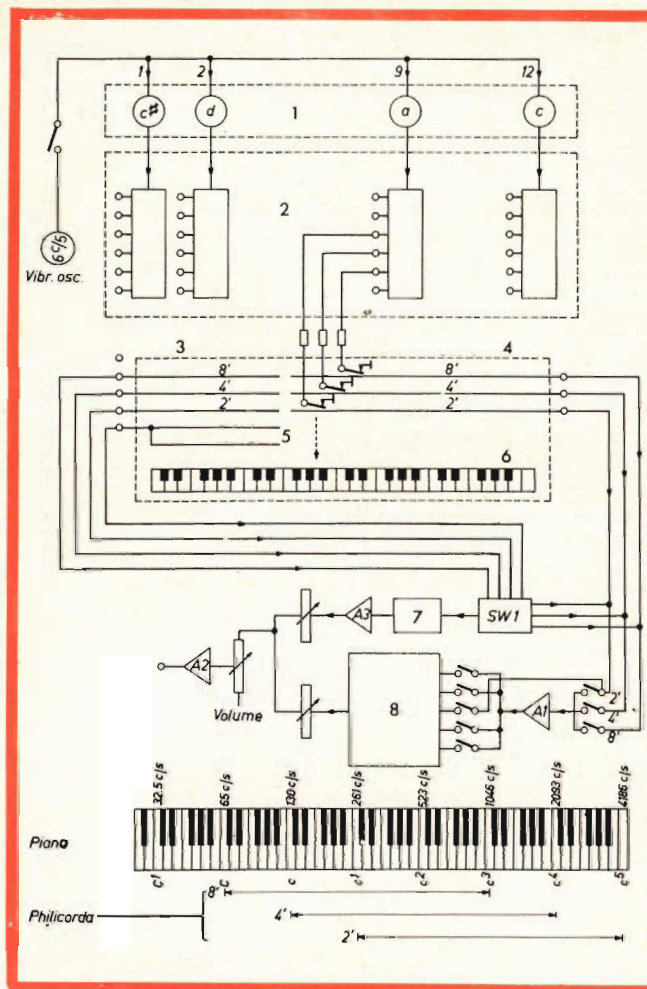 1 2 9 12
c# d a c
1
6 c/s
Vibr. osc.
2
3 4
8' 8'
4' 4'
2' 2'
5
6
A3 7 SW1
A2
Volume
8
A1
2'
4'
8'
32.5 c/s 65 c/s 130 c/s 261 c/s 523 c/s 1046 c/s 2093 c/s 4186 c/s
Piano
C1 C c c1 c2 c3 c4 c5
8'
Philicorda 4'
2'